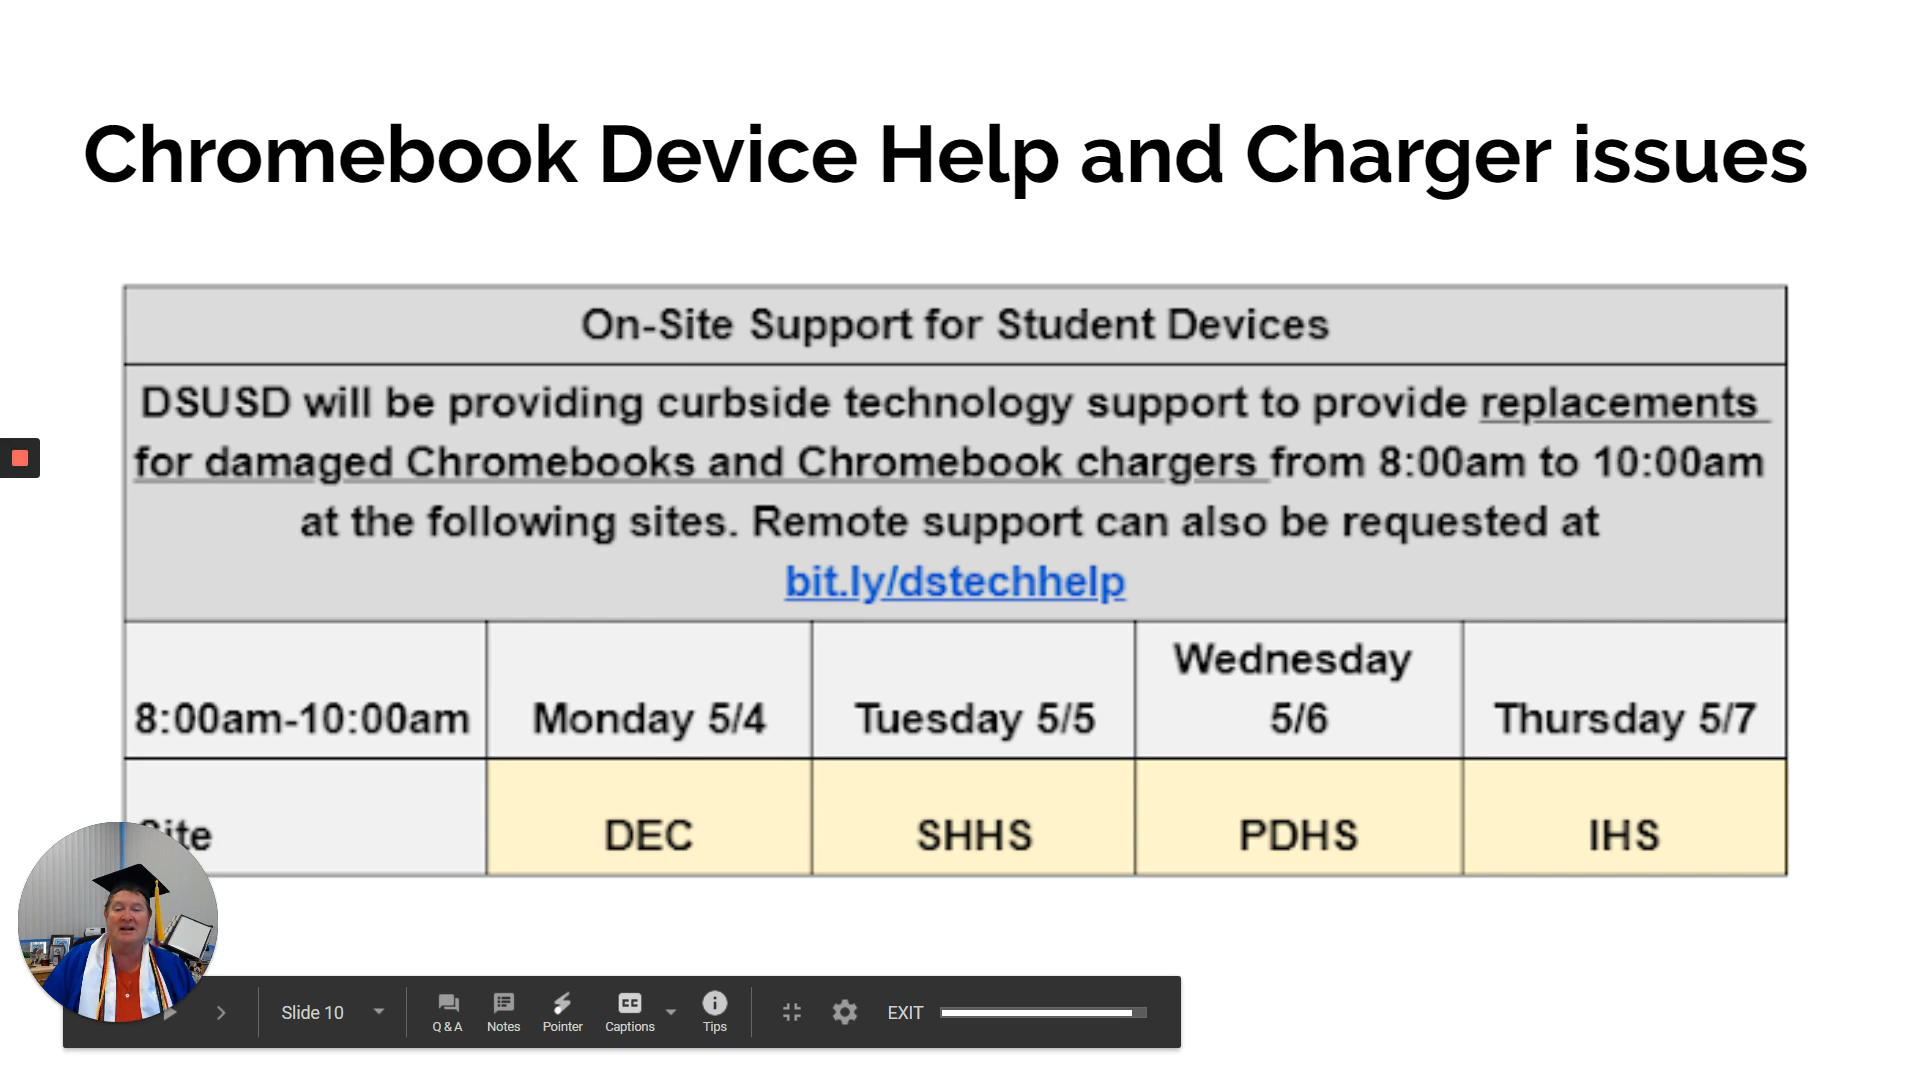 Chromebook Device Help and Charger issues
On-Site Support for Student Devices
DSUSD will be providing curbside technology support to provide replacements
for damaged Chromebooks and Chromebook chargers from 8:00am to 10:00am
at the following sites. Remote support can also be requested at
bit.ly/dstechhelp
8:00am-10:00am Monday 5/4 Tuesday 5/5 Wednesday 5/6 Thursday 5/7
Site DEC SHHS PDHS IHS
Slide 10 Q & A Notes Pointer CC Captions Tips EXIT